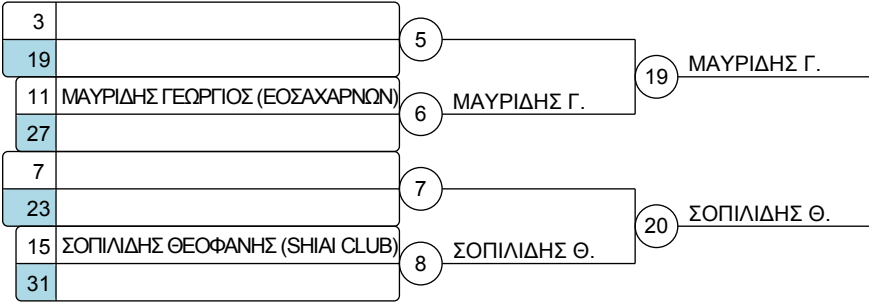 3
5
19
19 ΜΑΥΡΙΔΗΣ Γ.
11 ΜΑΥΡΙΔΗΣ ΓΕΩΡΓΙΟΣ (ΕΟΣΑΧΑΡΝΩΝ)
6 ΜΑΥΡΙΔΗΣ Γ.
27
7
7
23
20 ΣΟΠΙΛΙΔΗΣ Θ.
15 ΣΟΠΙΛΙΔΗΣ ΘΕΟΦΑΝΗΣ (SHIAI CLUB)
8 ΣΟΠΙΛΙΔΗΣ Θ.
31